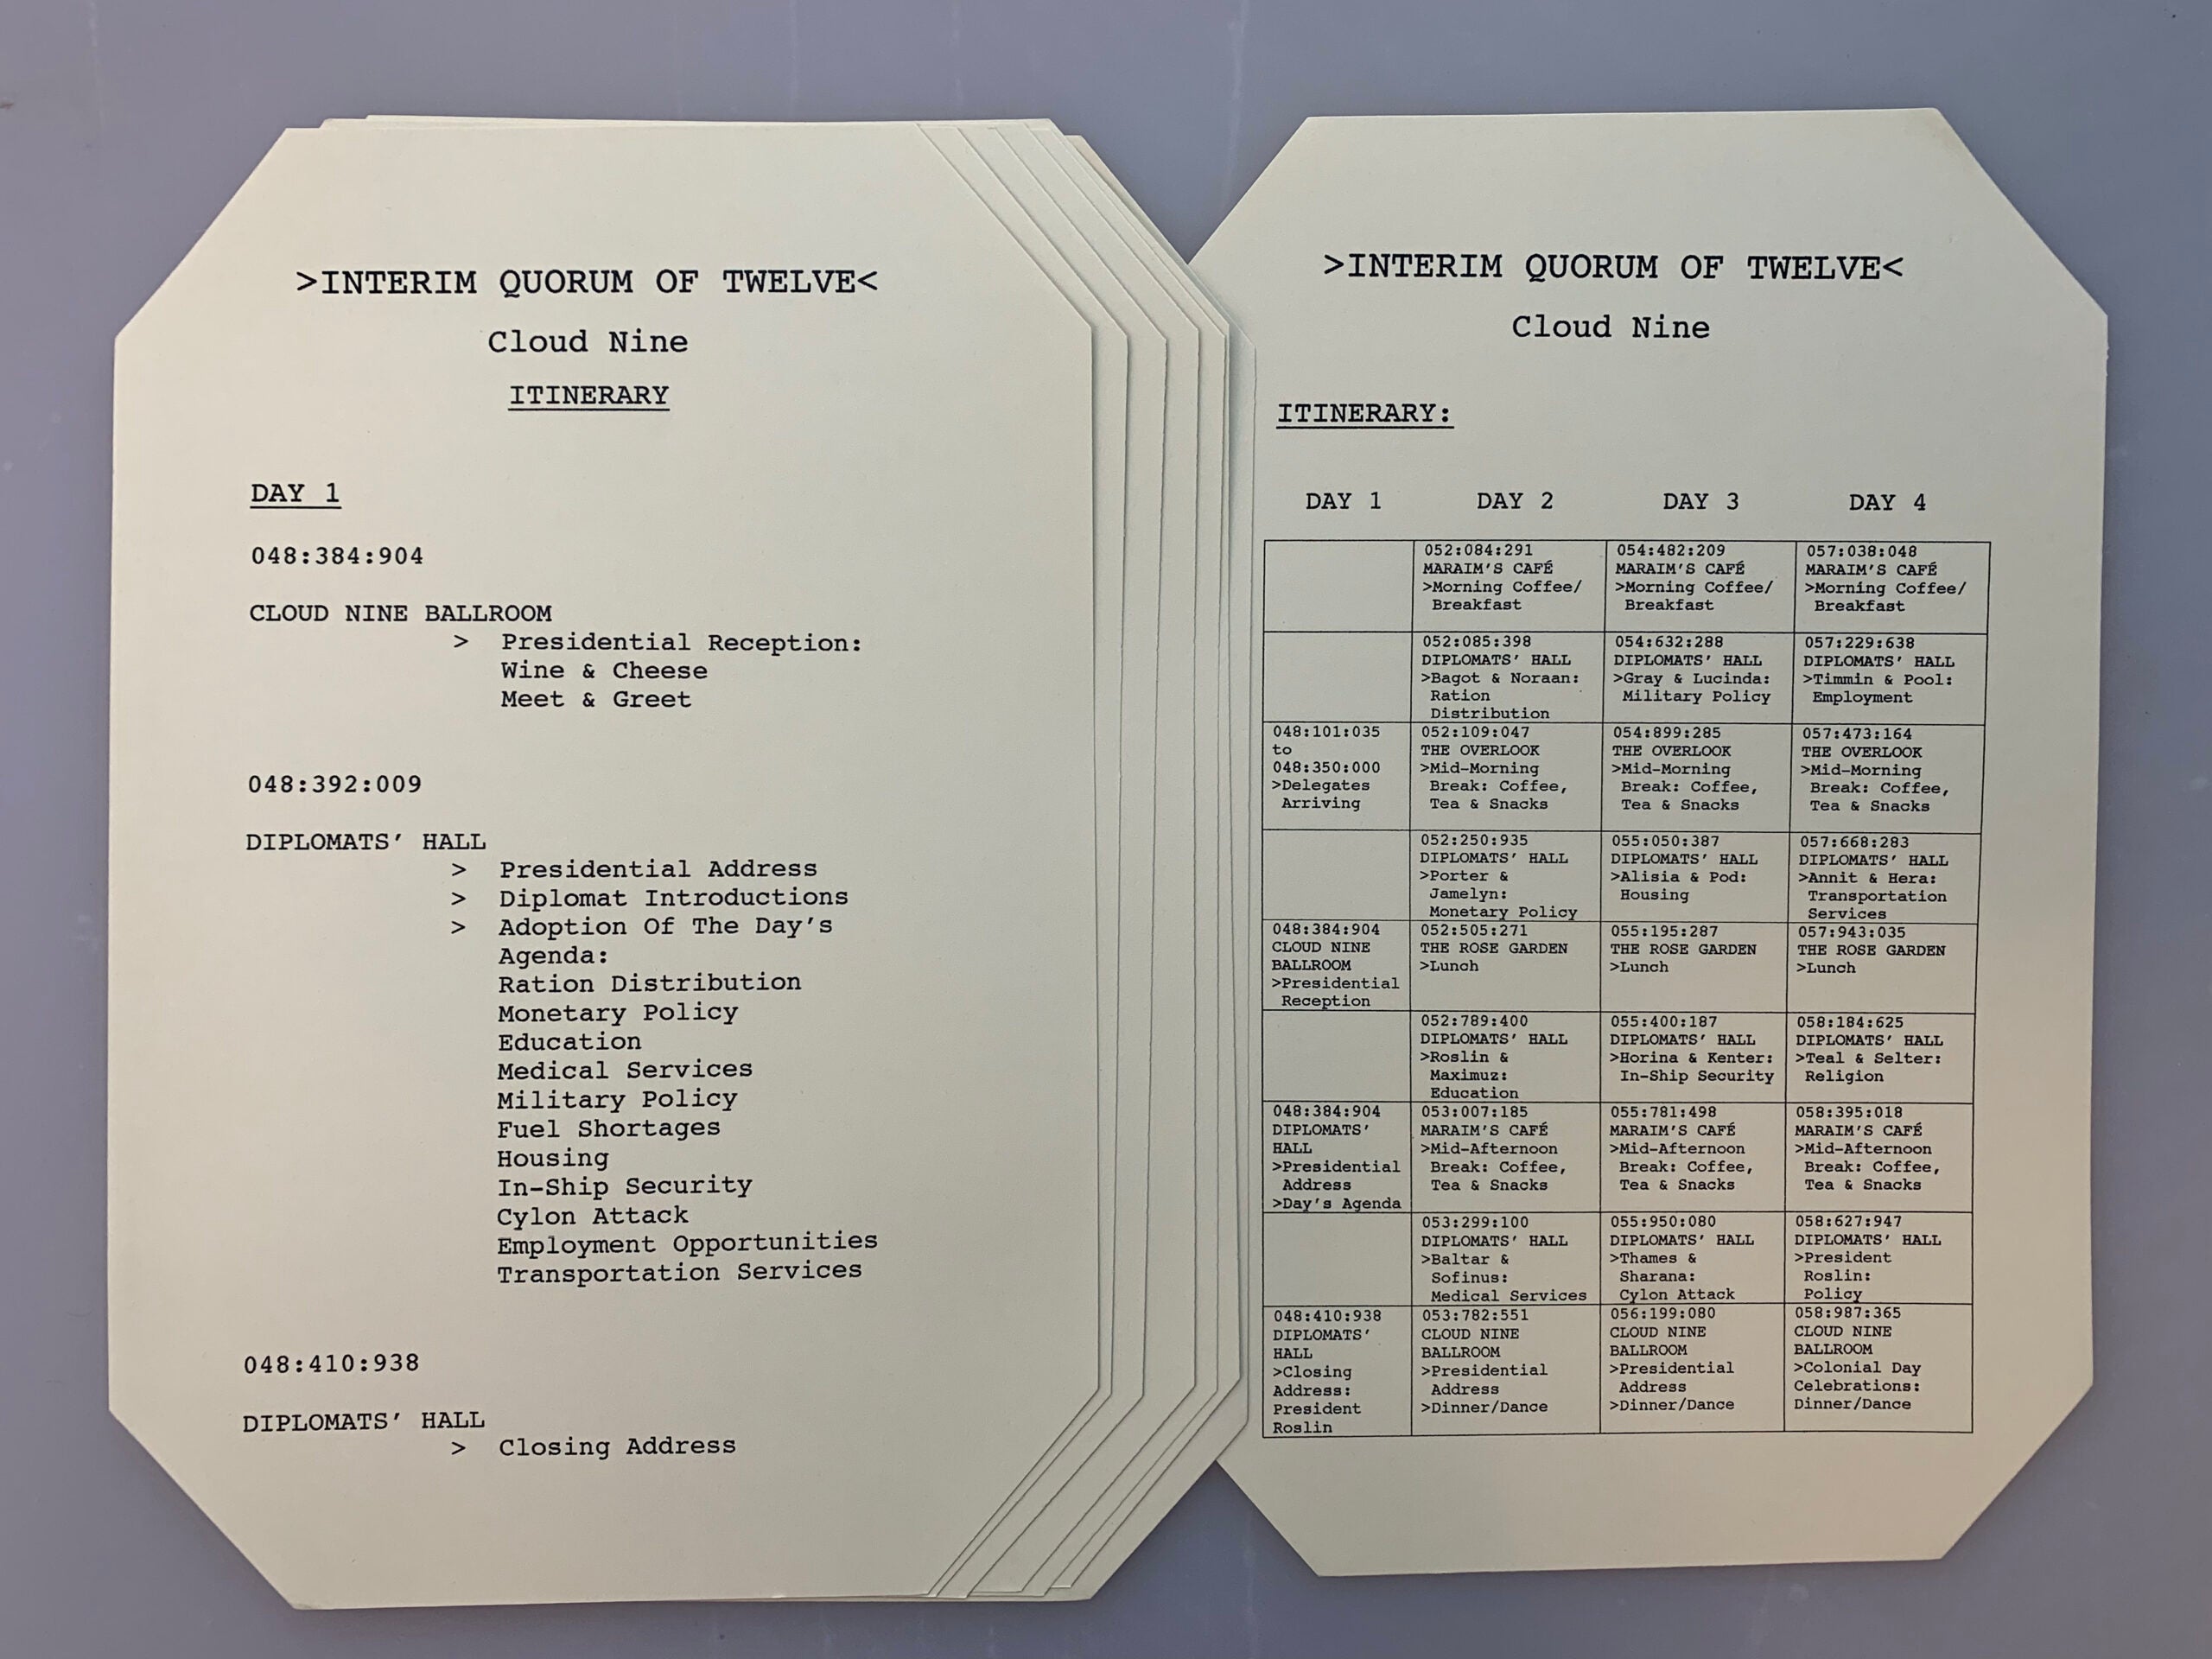 >INTERIM QUORUM OF TWELVE<
Cloud Nine
ITINERARY
DAY 1
048:384:904
CLOUD NINE BALLROOM
> Presidential Reception:
Wine & Cheese
Meet & Greet
048:392:009
DIPLOMATS’ HALL
> Presidential Address
> Diplomat Introductions
> Adoption Of The Day’s
Agenda:
Ration Distribution
Monetary Policy
Education
Medical Services
Military Policy
Fuel Shortages
Housing
In-Ship Security
Cylon Attack
Employment Opportunities
Transportation Services
048:410:938
DIPLOMATS’ HALL
> Closing Address
>INTERIM QUORUM OF TWELVE<
Cloud Nine
ITINERARY:
DAY 1 DAY 2 DAY 3 DAY 4
052:084:291
MARAIM’S CAFÉ
>Morning Coffee/
Breakfast
054:482:209
MARAIM’S CAFÉ
>Morning Coffee/
Breakfast
057:038:048
MARAIM’S CAFÉ
>Morning Coffee/
Breakfast
052:085:398
DIPLOMATS’ HALL
>Bagot & Noraan:
Ration
Distribution
054:632:288
DIPLOMATS’ HALL
>Gray & Lucinda:
Military Policy
057:229:638
DIPLOMATS’ HALL
>Timmin & Pool:
Employment
048:101:035
to
048:350:000
>Delegates
Arriving
052:109:047
THE OVERLOOK
>Mid-Morning
Break: Coffee,
Tea & Snacks
054:899:285
THE OVERLOOK
>Mid-Morning
Break: Coffee,
Tea & Snacks
057:473:164
THE OVERLOOK
>Mid-Morning
Break: Coffee,
Tea & Snacks
052:250:935
DIPLOMATS’ HALL
>Porter &
Jamelyn:
Monetary Policy
055:050:387
DIPLOMATS’ HALL
>Alisia & Pod:
Housing
057:668:283
DIPLOMATS’ HALL
>Annit & Hera:
Transportation
Services
048:384:904
CLOUD NINE
BALLROOM
>Presidential
Reception
052:505:271
THE ROSE GARDEN
>Lunch
055:195:287
THE ROSE GARDEN
>Lunch
057:943:035
THE ROSE GARDEN
>Lunch
052:789:400
DIPLOMATS’ HALL
>Roslin &
Maximuz:
Education
055:400:187
DIPLOMATS’ HALL
>Horina & Kenter:
In-Ship Security
058:184:625
DIPLOMATS’ HALL
>Teal & Selter:
Religion
048:384:904
DIPLOMATS’
HALL
>Presidential
Address
>Day’s Agenda
053:007:185
MARAIM’S CAFÉ
>Mid-Afternoon
Break: Coffee,
Tea & Snacks
055:781:498
MARAIM’S CAFÉ
>Mid-Afternoon
Break: Coffee,
Tea & Snacks
058:395:018
MARAIM’S CAFÉ
>Mid-Afternoon
Break: Coffee,
Tea & Snacks
053:299:100
DIPLOMATS’ HALL
>Baltar &
Sofinus:
Medical Services
055:950:080
DIPLOMATS’ HALL
>Thames &
Sharana:
Cylon Attack
058:627:947
DIPLOMATS’ HALL
>President
Roslin:
Policy
048:410:938
DIPLOMATS’
HALL
>Closing
Address:
President
Roslin
053:782:551
CLOUD NINE
BALLROOM
>Presidential
Address
>Dinner/Dance
056:199:080
CLOUD NINE
BALLROOM
>Presidential
Address
>Dinner/Dance
058:987:365
CLOUD NINE
BALLROOM
>Colonial Day
Celebrations:
Dinner/Dance